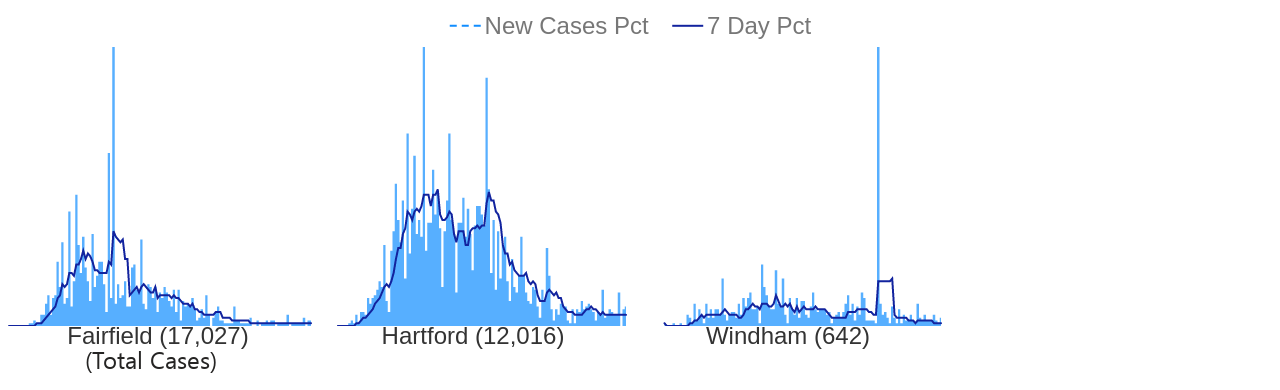 New Cases Pct 7 Day Pct
Fairfield (17,027) Hartford (12,016) Windham (642)
(Total Cases)